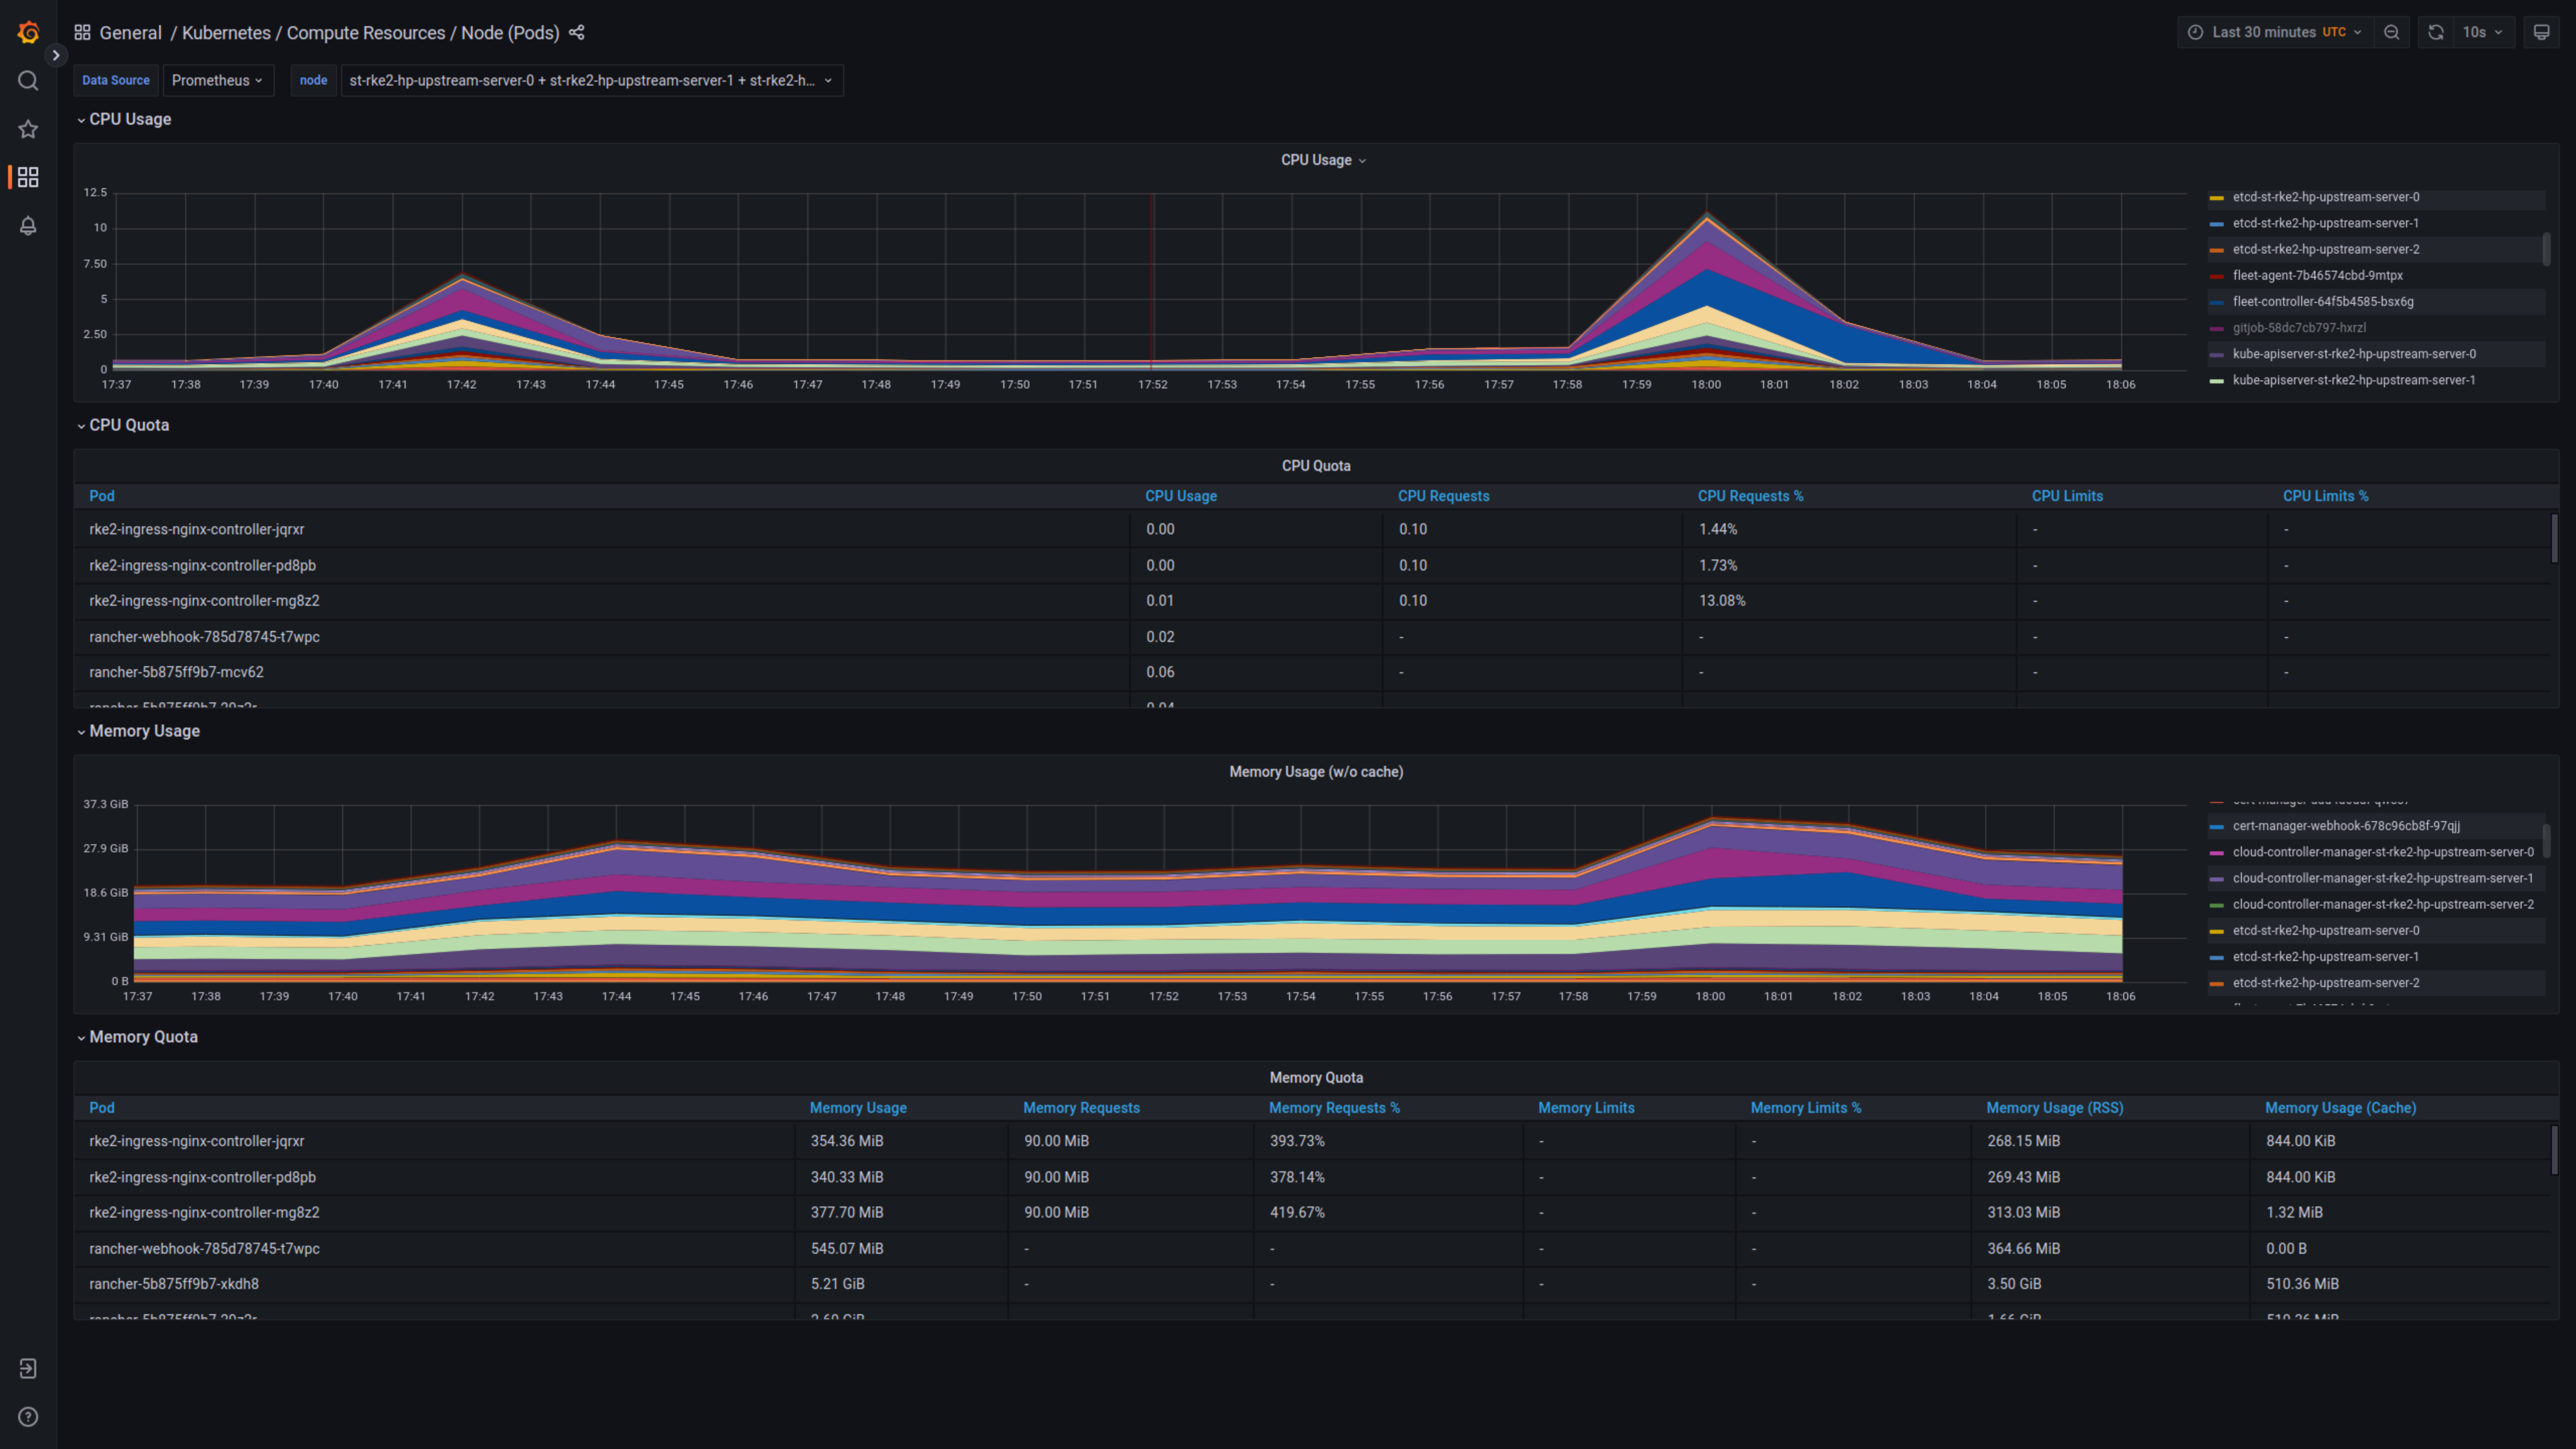 General / Kubernetes / Compute Resources / Node (Pods)
Last 30 minutes UTC
10s
Data Source Prometheus node st-rke2-hp-upstream-server-0 + st-rke2-hp-upstream-server-1 + st-rke2-h...
CPU Usage
CPU Usage
12.5
10
7.50
5
2.50
0
17:37 17:38 17:39 17:40 17:41 17:42 17:43 17:44 17:45 17:46 17:47 17:48 17:49 17:50 17:51 17:52 17:53 17:54 17:55 17:56 17:57 17:58 17:59 18:00 18:01 18:02 18:03 18:04 18:05 18:06
etcd-st-rke2-hp-upstream-server-0
etcd-st-rke2-hp-upstream-server-1
etcd-st-rke2-hp-upstream-server-2
fleet-agent-7b46574cbd-9mtpx
fleet-controller-64f5b4585-bsx6g
gitjob-58dc7cb797-hxrzl
kube-apiserver-st-rke2-hp-upstream-server-0
kube-apiserver-st-rke2-hp-upstream-server-1
CPU Quota
CPU Quota
Pod CPU Usage CPU Requests CPU Requests % CPU Limits CPU Limits %
rke2-ingress-nginx-controller-jqrxr 0.00 0.10 1.44% - -
rke2-ingress-nginx-controller-pd8pb 0.00 0.10 1.73% - -
rke2-ingress-nginx-controller-mg8z2 0.01 0.10 13.08% - -
rancher-webhook-785d78745-t7wpc 0.02 - - - -
rancher-5b875ff9b7-mcv62 0.06 - - - -
0.04
Memory Usage
Memory Usage (w/o cache)
37.3 GiB
27.9 GiB
18.6 GiB
9.31 GiB
0 B
17:37 17:38 17:39 17:40 17:41 17:42 17:43 17:44 17:45 17:46 17:47 17:48 17:49 17:50 17:51 17:52 17:53 17:54 17:55 17:56 17:57 17:58 17:59 18:00 18:01 18:02 18:03 18:04 18:05 18:06
cert-manager-webhook-678c96cb8f-97qjj
cloud-controller-manager-st-rke2-hp-upstream-server-0
cloud-controller-manager-st-rke2-hp-upstream-server-1
cloud-controller-manager-st-rke2-hp-upstream-server-2
etcd-st-rke2-hp-upstream-server-0
etcd-st-rke2-hp-upstream-server-1
etcd-st-rke2-hp-upstream-server-2
Memory Quota
Memory Quota
Pod Memory Usage Memory Requests Memory Requests % Memory Limits Memory Limits % Memory Usage (RSS) Memory Usage (Cache)
rke2-ingress-nginx-controller-jqrxr 354.36 MiB 90.00 MiB 393.73% - - 268.15 MiB 844.00 KiB
rke2-ingress-nginx-controller-pd8pb 340.33 MiB 90.00 MiB 378.14% - - 269.43 MiB 844.00 KiB
rke2-ingress-nginx-controller-mg8z2 377.70 MiB 90.00 MiB 419.67% - - 313.03 MiB 1.32 MiB
rancher-webhook-785d78745-t7wpc 545.07 MiB - - - - 364.66 MiB 0.00 B
rancher-5b875ff9b7-xkdh8 5.21 GiB - - - - 3.50 GiB 510.36 MiB